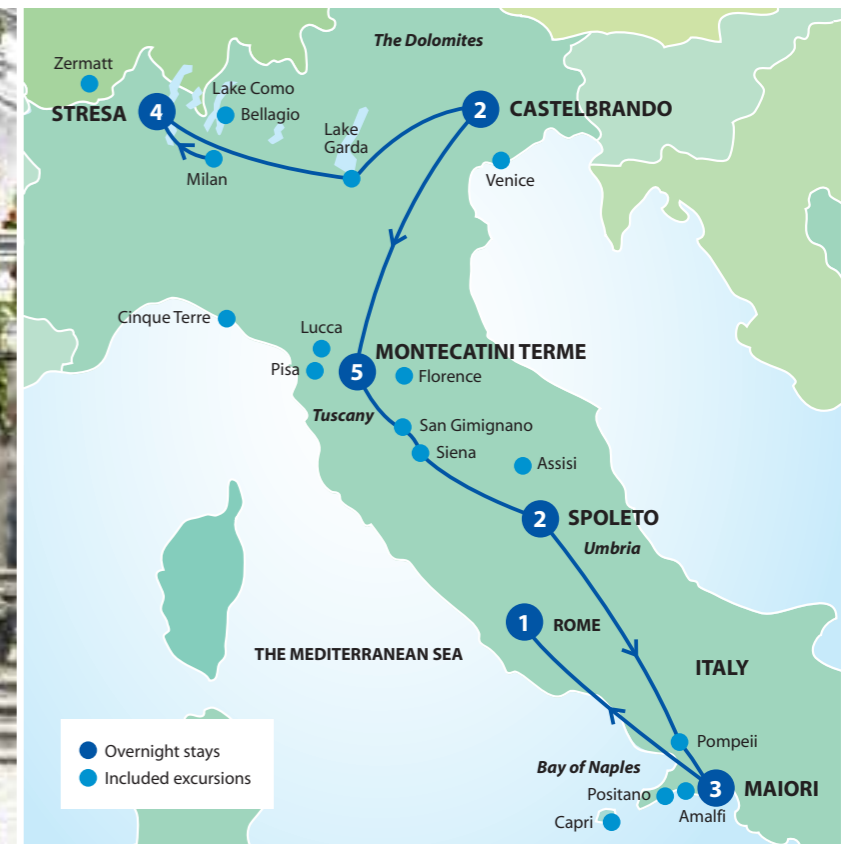 The Dolomites
Zermatt
Lake Como
2
CASTELBRANDO
STRESA
4
Bellagio
Lake
Garda
Milan
Venice
Cinque Terre
Lucca
MONTECATINI TERME
Pisa
5
Florence
Tuscany
San Gimignano
Siena
Assisi
2
SPOLETO
Umbria
1
ROME
THE MEDITERRANEAN SEA
ITALY
Pompeii
Overnight stays
Included excursions
Bay of Naples
3
MAIORI
Positano
Amalfi
Capri